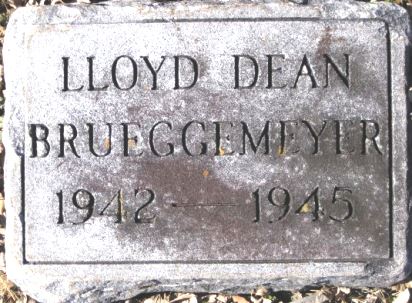 LLOYD DEAN
BRUEGGEMEYER
1942 — 1945